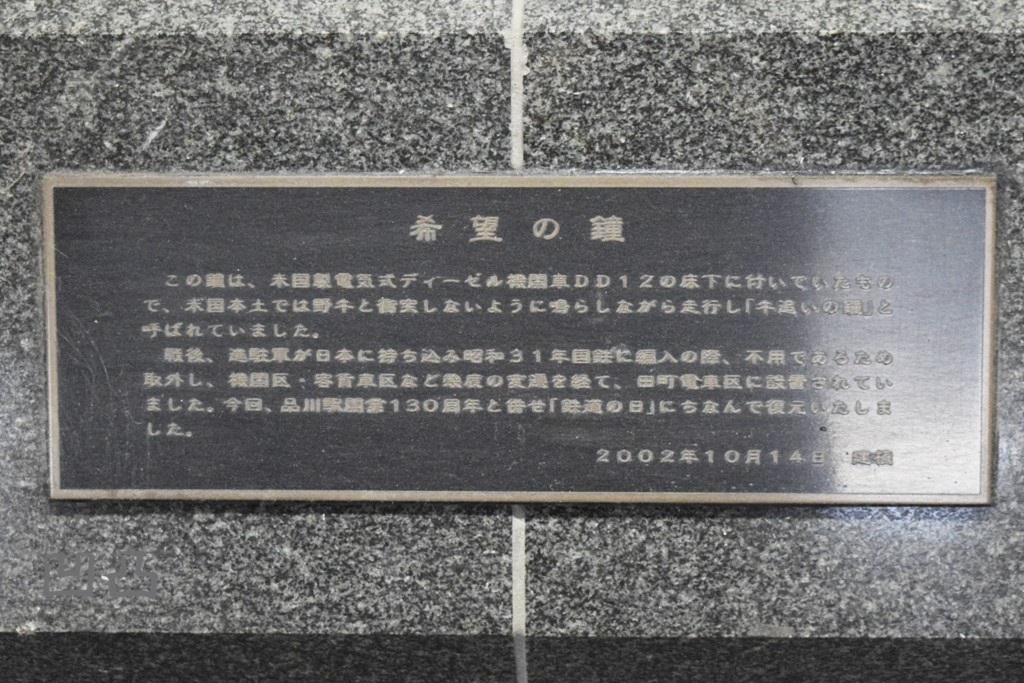 希望の鐘
この鐘は、米国製電気式ディーゼル機関車DD12の床下に付いていたもの
で、米国本土では野牛と衝突しないように鳴らしながら走行し「牛追いの鐘」と
呼ばれていました。
戦後、進駐軍が日本に持ち込み昭和31年国鉄に編入の際、不用であるため
取外し、機関区・客貨車区など幾度の変遷を経て、田町電車区に設置されてい
ました。今回、品川駅開業130周年と併せ「鉄道の日」にちなんで復元いたしま
した。
2002年10月14日